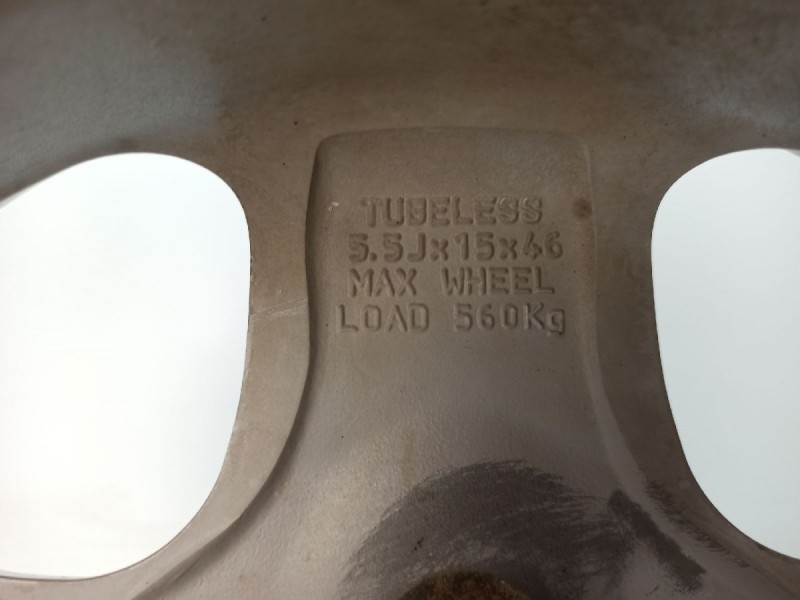 TUBELESS
5.5Jx15x46
MAX WHEEL
LOAD 560Kg